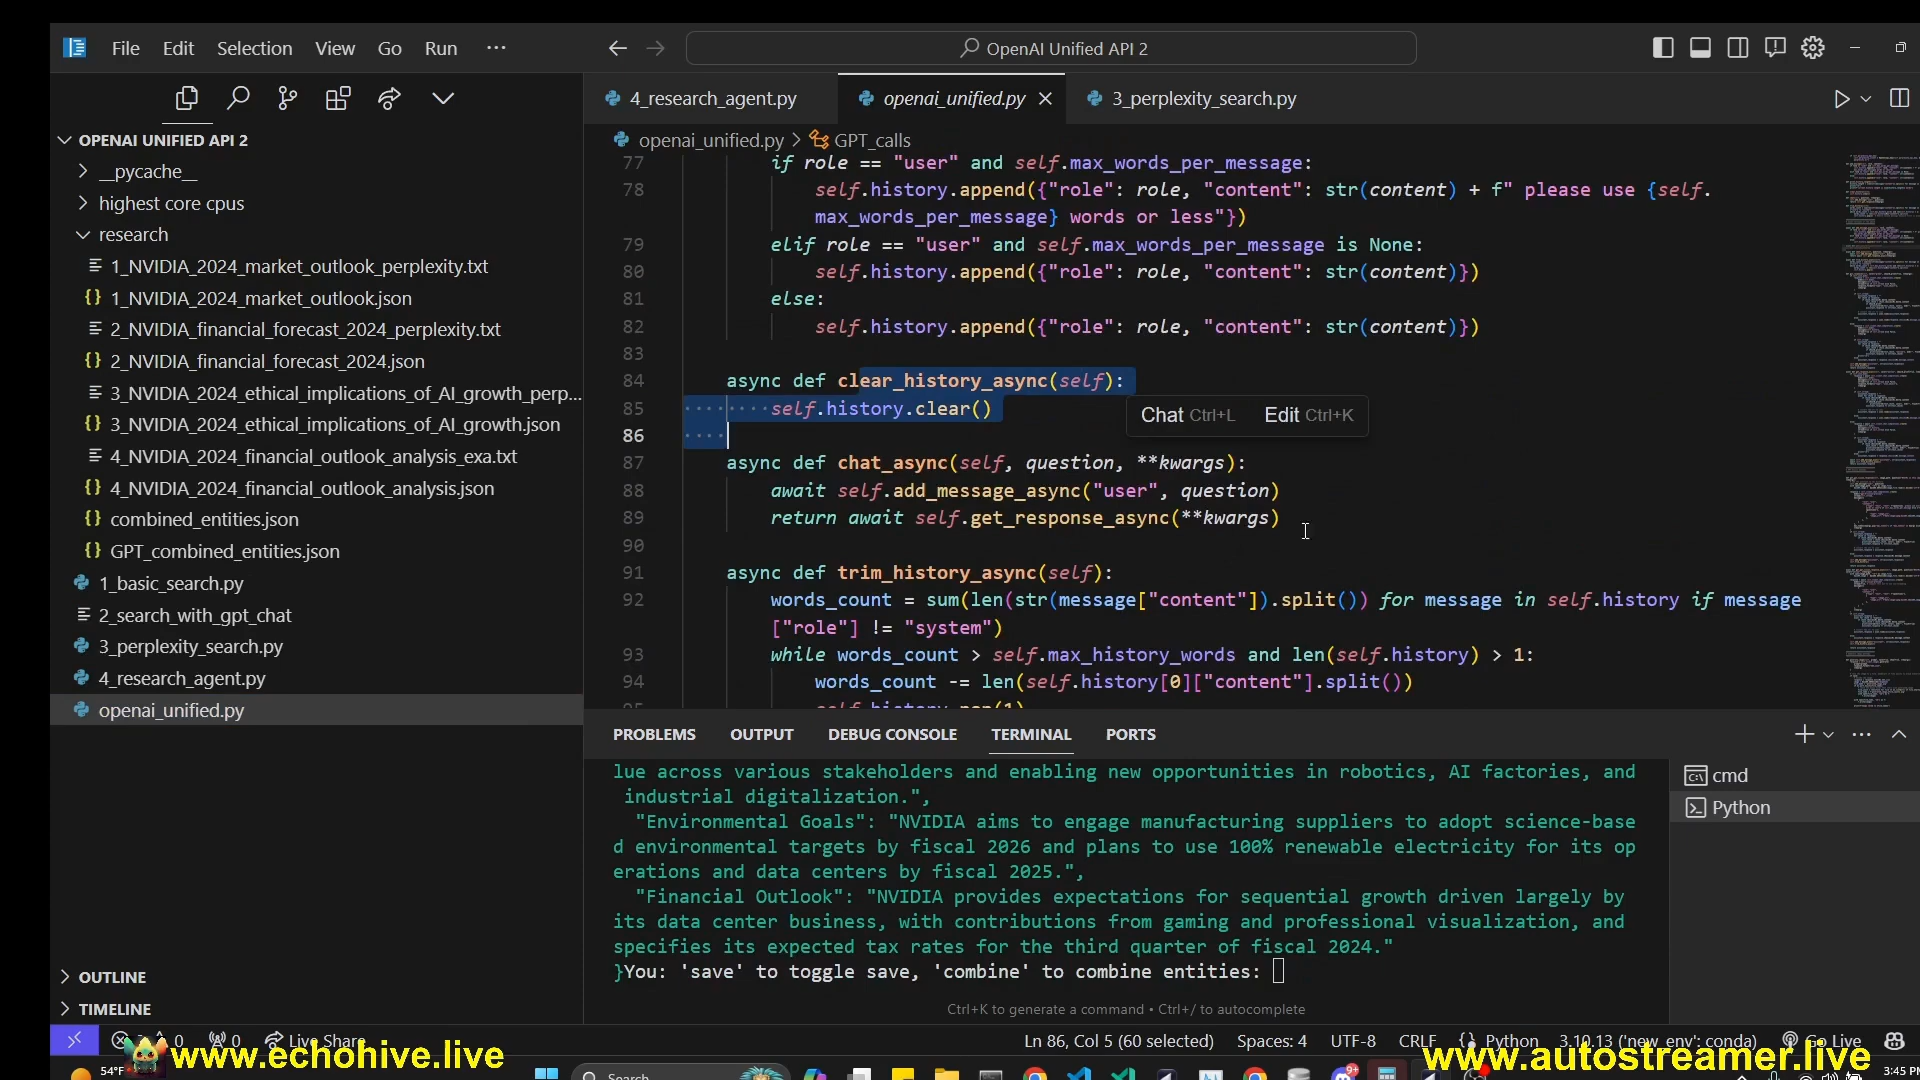 File Edit Selection View Go Run ··· OpenAI Unified API 2
4_research_agent.py openai_unified.py 3_perplexity_search.py
OPENAI UNIFIED API 2
__pycache__
highest core cpus
research
1_NVIDIA_2024_market_outlook_perplexity.txt
1_NVIDIA_2024_market_outlook.json
2_NVIDIA_financial_forecast_2024_perplexity.txt
2_NVIDIA_financial_forecast_2024.json
3_NVIDIA_2024_ethical_implications_of_AI_growth_perp...
3_NVIDIA_2024_ethical_implications_of_AI_growth.json
4_NVIDIA_2024_financial_outlook_analysis_exa.txt
4_NVIDIA_2024_financial_outlook_analysis.json
combined_entities.json
GPT_combined_entities.json
1_basic_search.py
2_search_with_gpt_chat
3_perplexity_search.py
4_research_agent.py
openai_unified.py
OUTLINE
TIMELINE
openai_unified.py > GPT_calls
77 if role == "user" and self.max_words_per_message:
78 self.history.append({"role": role, "content": str(content) + f" please use {self.
max_words_per_message} words or less"})
79 elif role == "user" and self.max_words_per_message is None:
80 self.history.append({"role": role, "content": str(content)})
81 else:
82 self.history.append({"role": role, "content": str(content)})
83
84 async def clear_history_async(self):
85 self.history.clear()
86
Chat Ctrl+L Edit Ctrl+K
87 async def chat_async(self, question, **kwargs):
88 await self.add_message_async("user", question)
89 return await self.get_response_async(**kwargs)
90
91 async def trim_history_async(self):
92 words_count = sum(len(str(message["content"]).split()) for message in self.history if message
["role"] != "system")
93 while words_count > self.max_history_words and len(self.history) > 1:
94 words_count -= len(self.history[0]["content"].split())
PROBLEMS OUTPUT DEBUG CONSOLE TERMINAL PORTS
lue across various stakeholders and enabling new opportunities in robotics, AI factories, and
industrial digitalization.",
"Environmental Goals": "NVIDIA aims to engage manufacturing suppliers to adopt science-base
d environmental targets by fiscal 2026 and plans to use 100% renewable electricity for its op
erations and data centers by fiscal 2025.",
"Financial Outlook": "NVIDIA provides expectations for sequential growth driven largely by
its data center business, with contributions from gaming and professional visualization, and
specifies its expected tax rates for the third quarter of fiscal 2024."
}You: 'save' to toggle save, 'combine' to combine entities:
Ctrl+K to generate a command • Ctrl+/ to autocomplete
cmd
Python
0 0 Live Share Ln 86, Col 5 (60 selected) Spaces: 4 UTF-8 CRLF Python 3.10.13 ('new_env': conda) Go Live
www.echohive.live www.autostreamer.live
54°F Search 3:45 PM